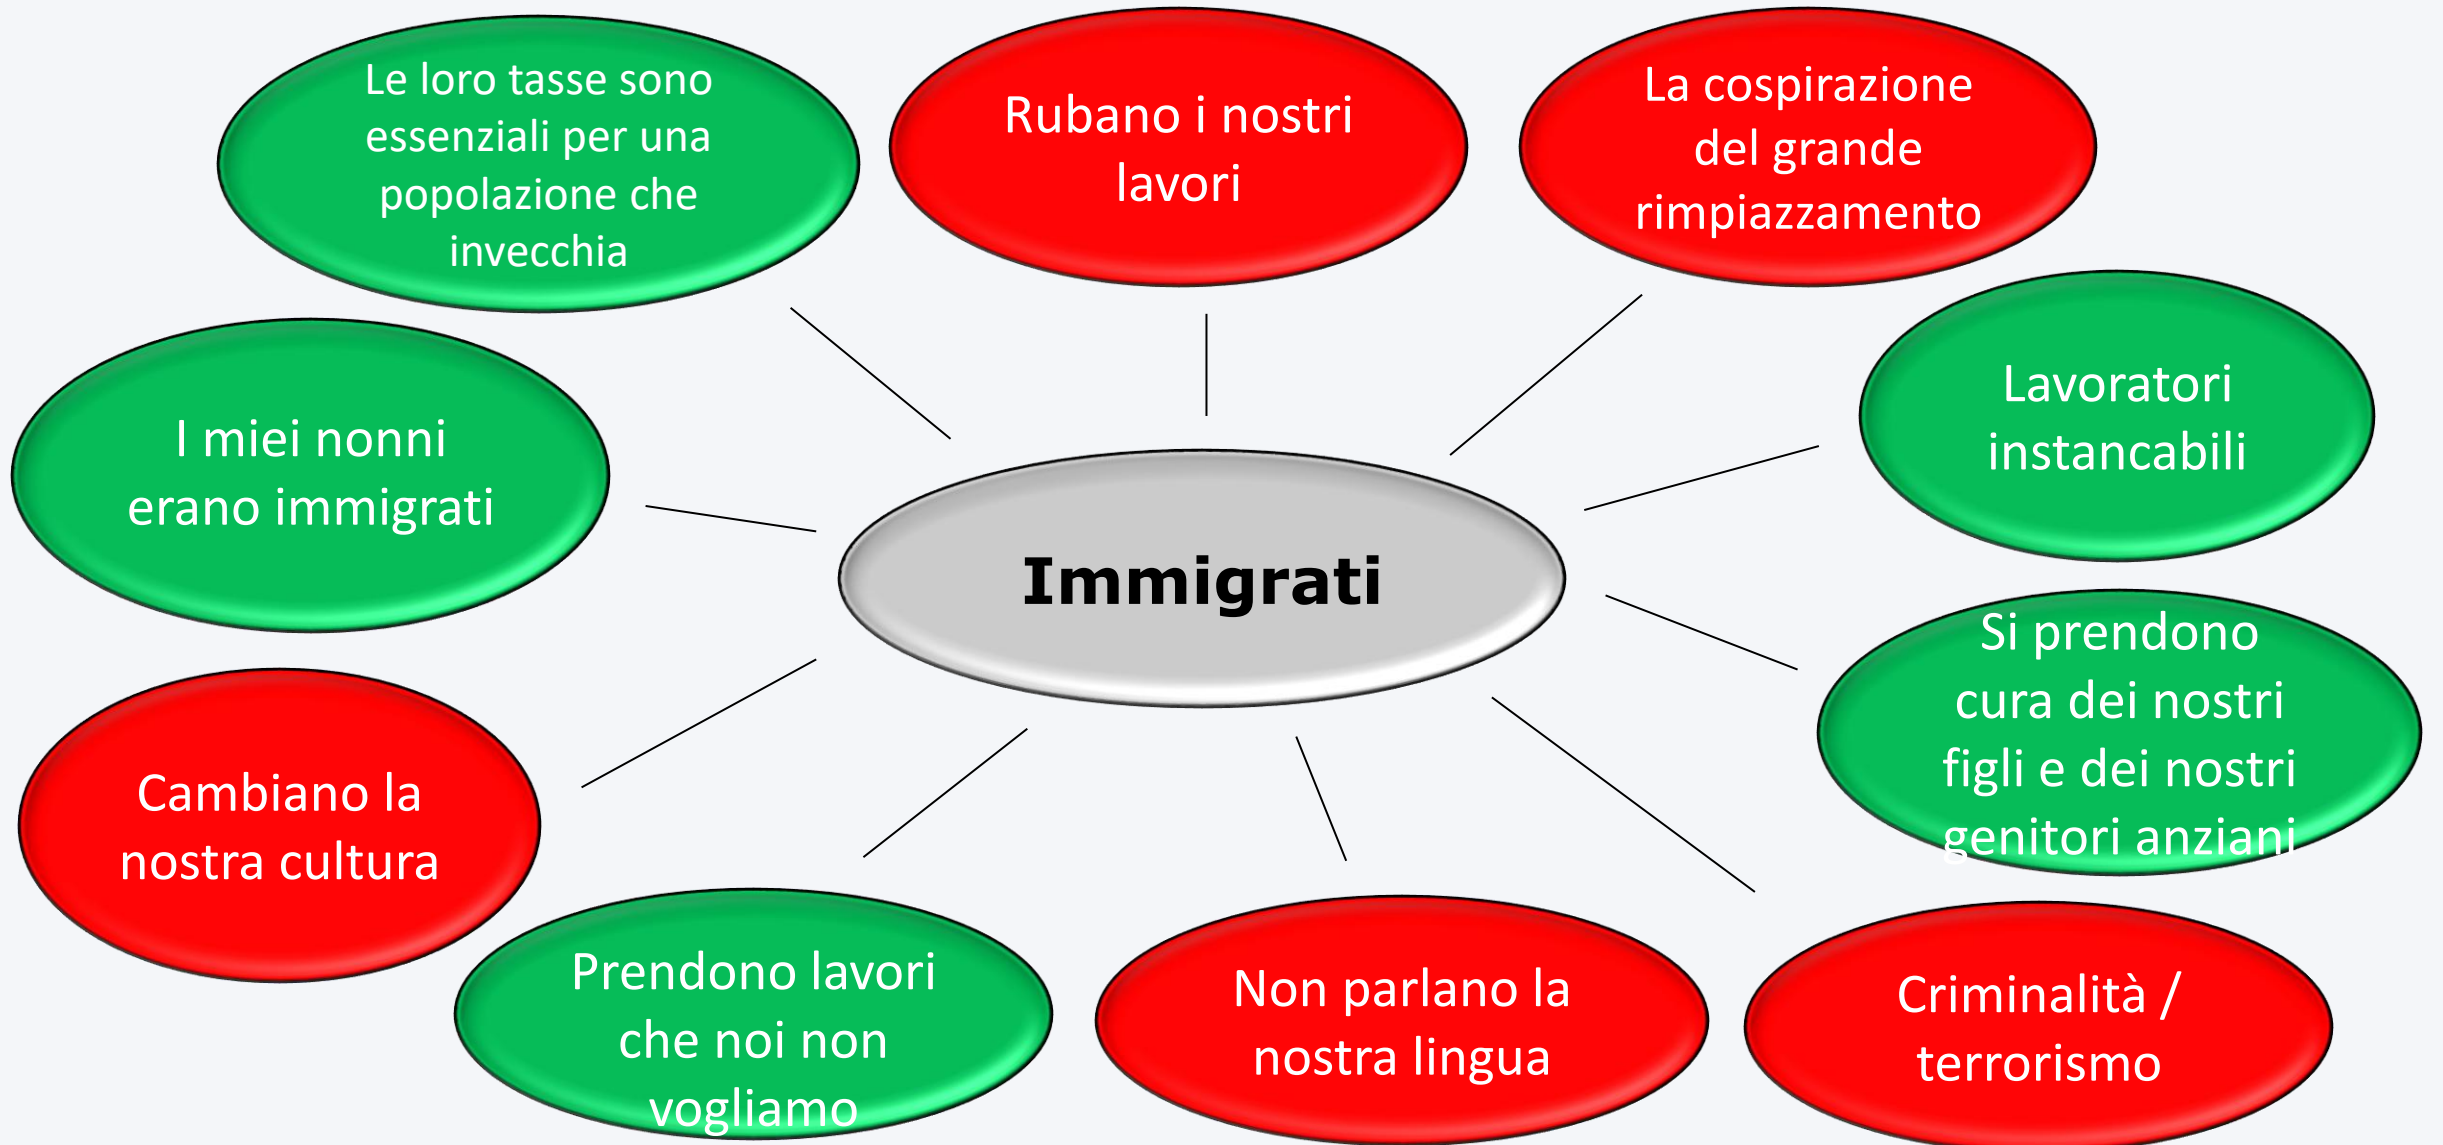 Le loro tasse sono
essenziali per una
popolazione che
invecchia
Rubano i nostri
lavori
La cospirazione
del grande
rimpiazzamento
Lavoratori
instancabili
I miei nonni
erano immigrati
Immigrati
Si prendono
cura dei nostri
figli e dei nostri
genitori anziani
Cambiano la
nostra cultura
Prendono lavori
che noi non
vogliamo
Non parlano la
nostra lingua
Criminalità /
terrorismo